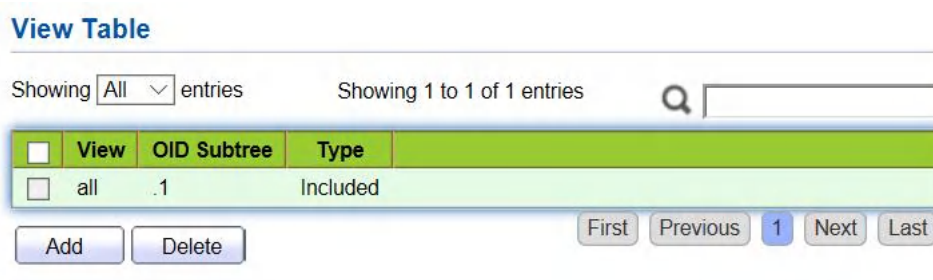 View Table
Showing All entries Showing 1 to 1 of 1 entries
View OID Subtree Type
all .1 Included
First Previous 1 Next Last
Add Delete